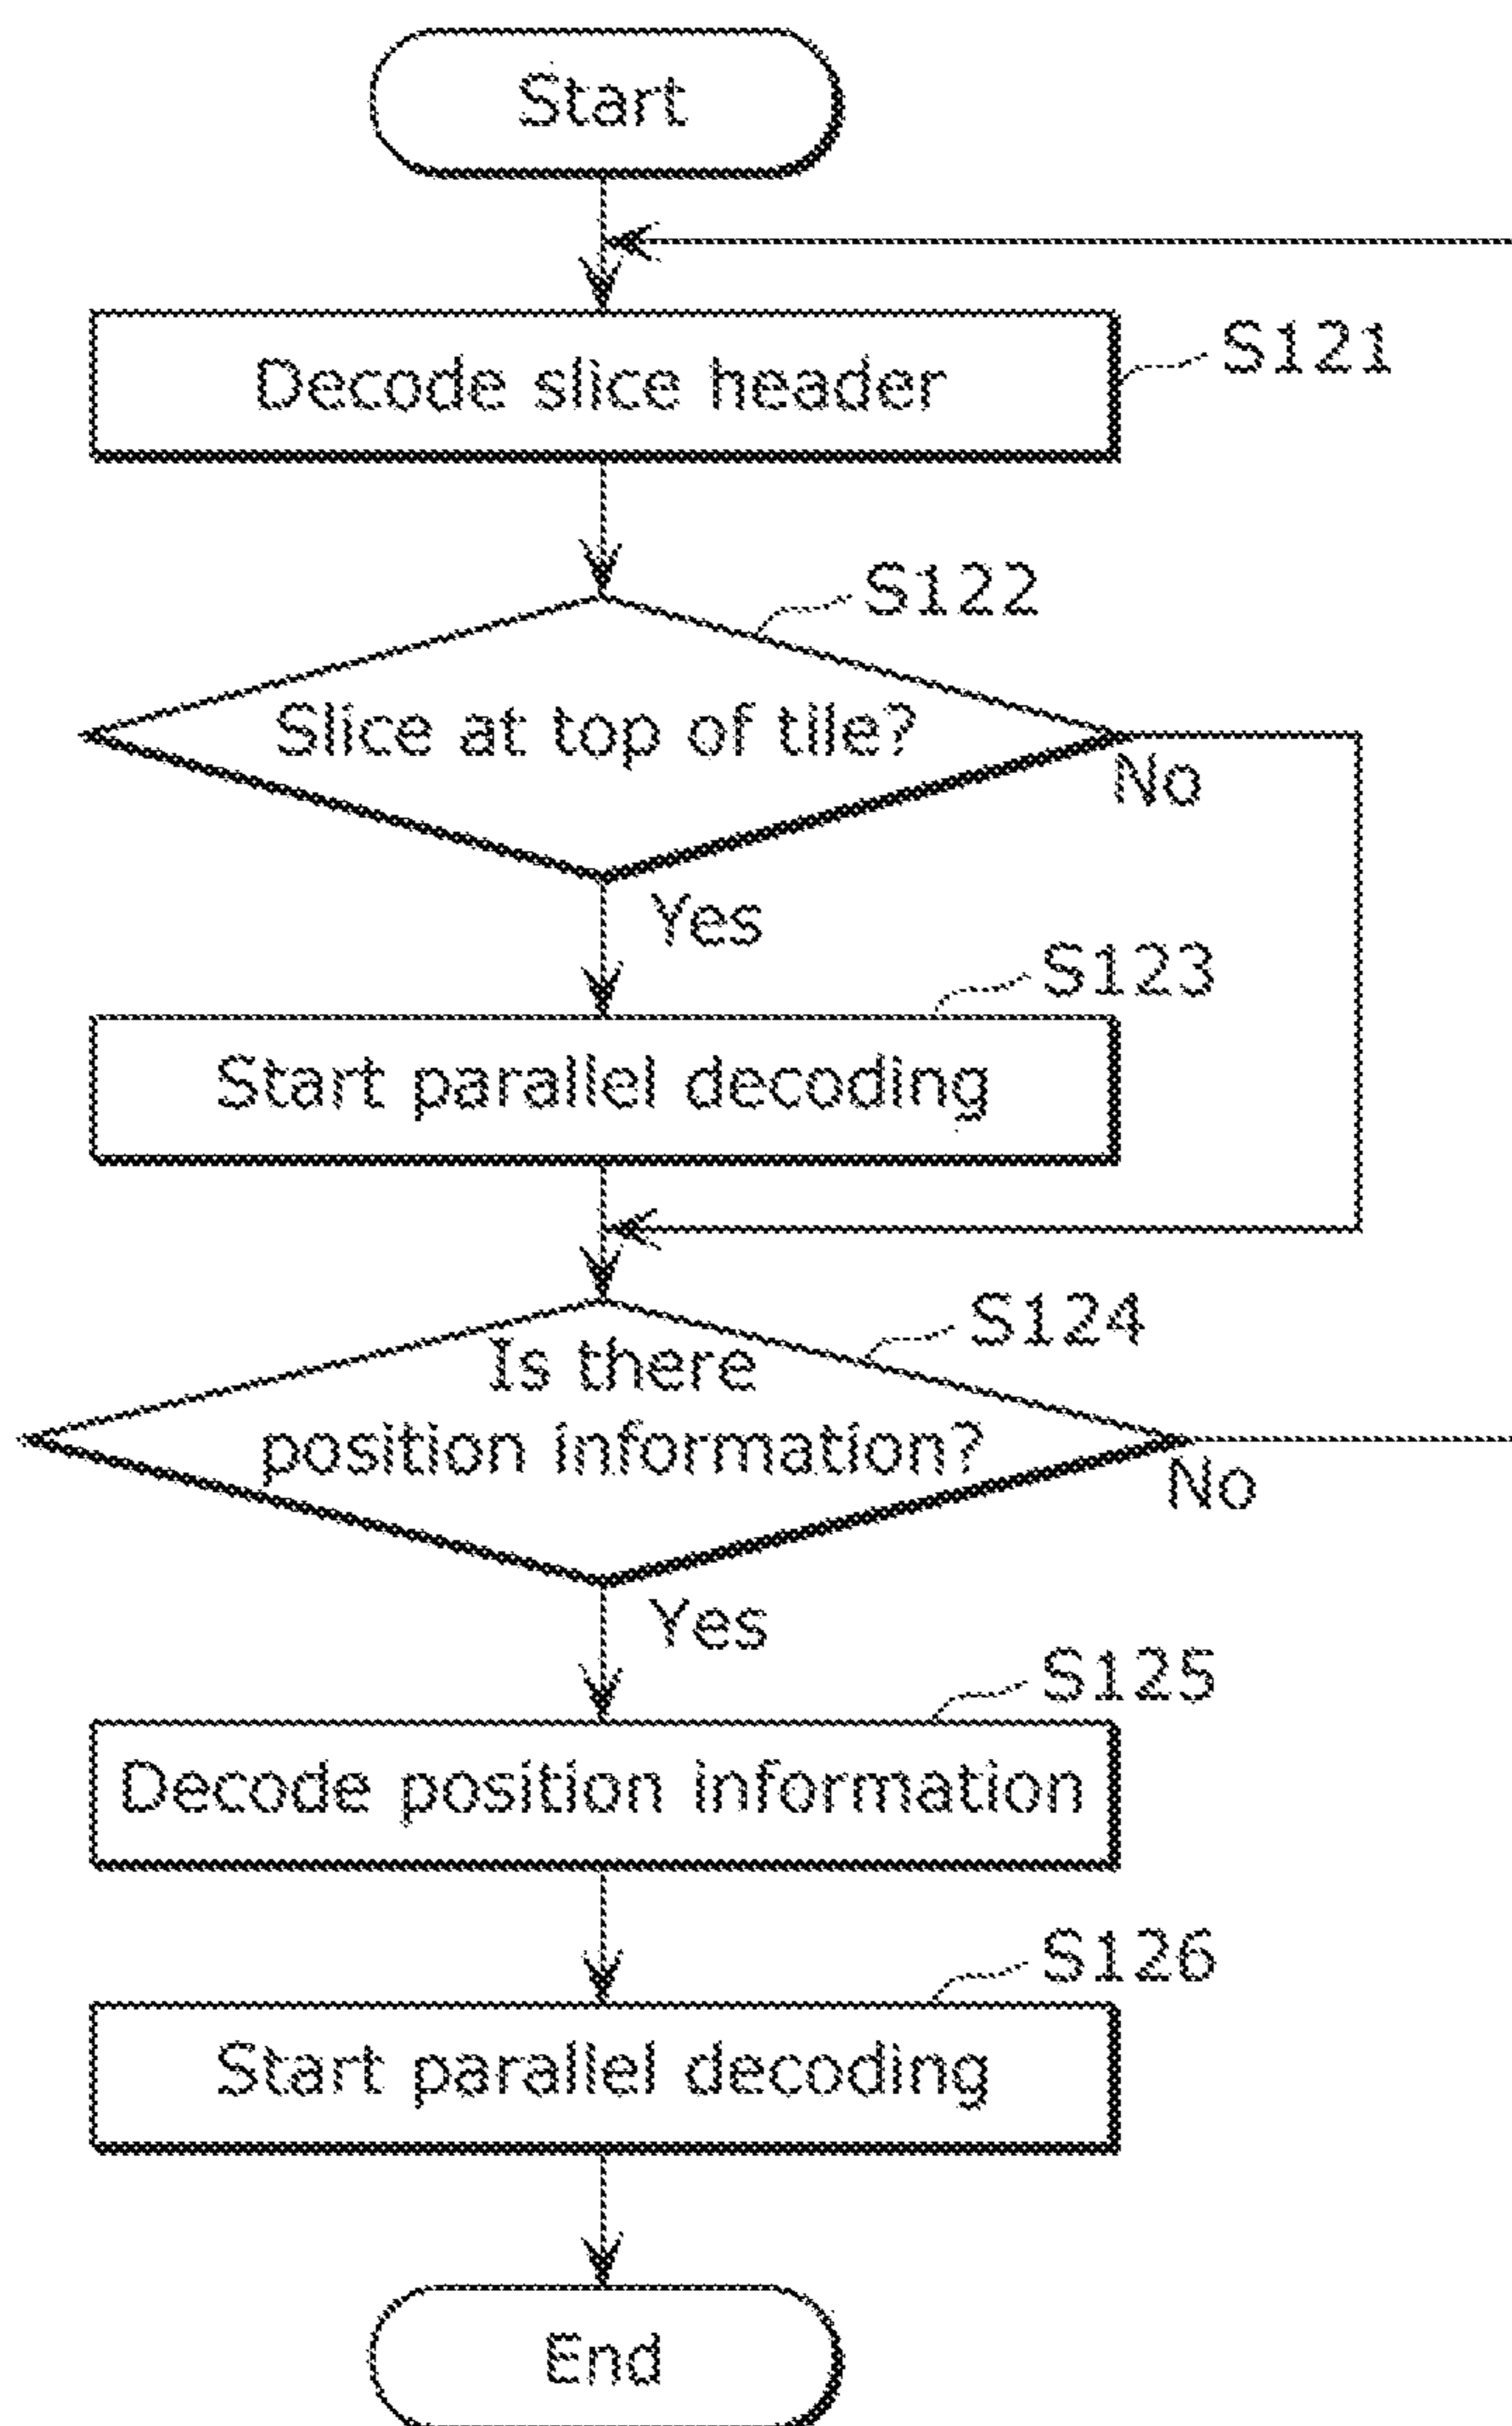 Start
Decode slice header
S121
S122
Slice at top of tile?
No
Yes
S123
Start parallel decoding
S124
Is there
position information?
No
Yes
S125
Decode position information
S126
Start parallel decoding
End